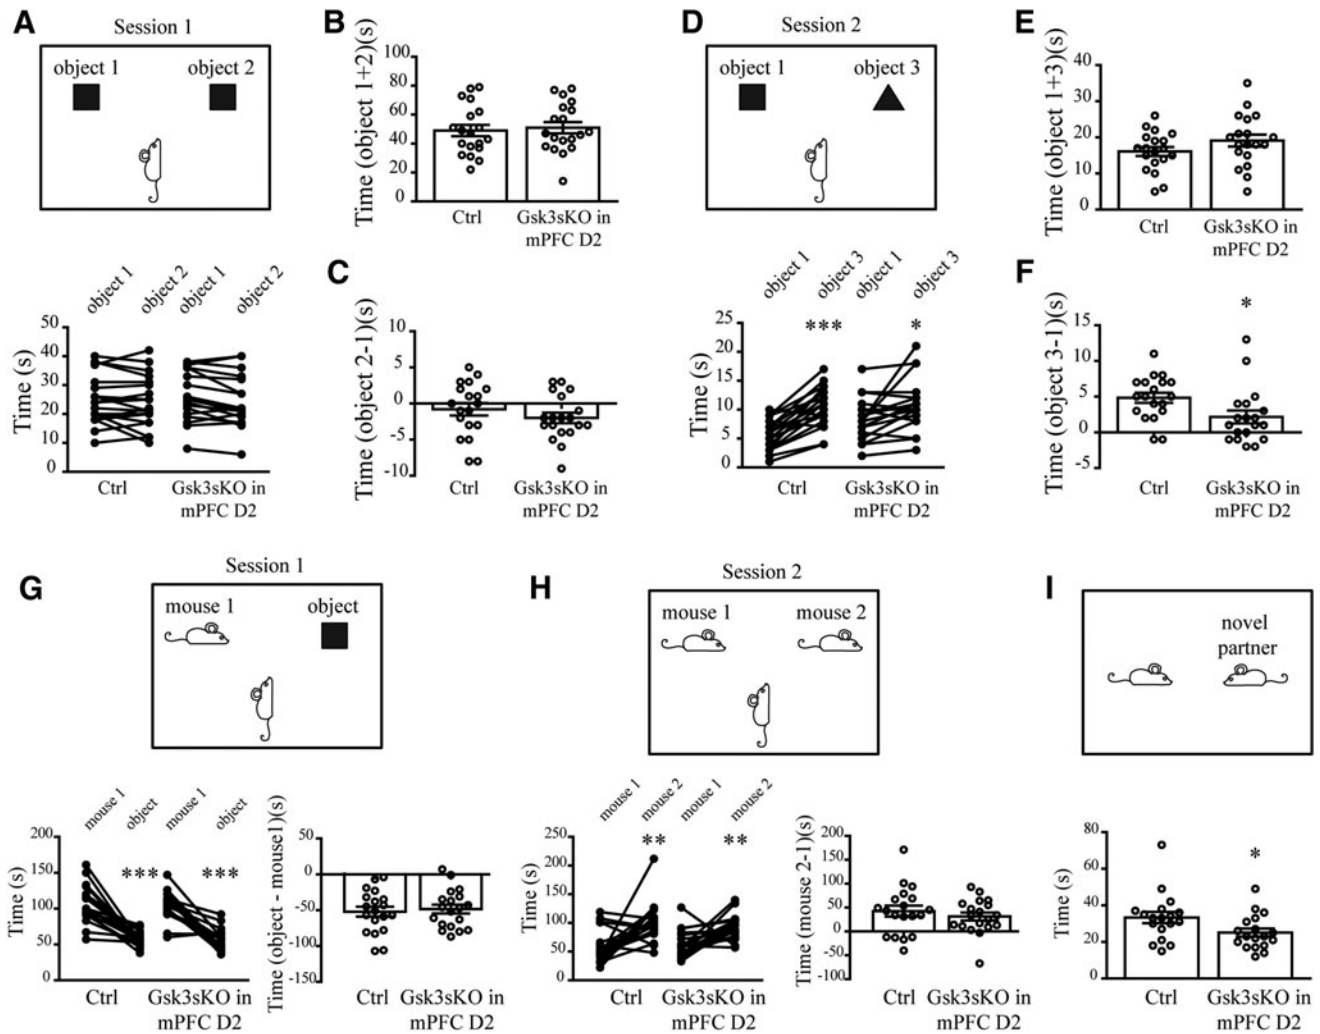 A
Session 1
object 1 object 2
object 1 object 2 object 1 object 2
Time (s)
50
40
30
20
10
0
Ctrl Gsk3sKO in
mPFC D2
B
Time (object 1+2)(s)
100
80
60
40
20
0
Ctrl Gsk3sKO in
mPFC D2
C
Time (object 2-1)(s)
10
5
0
-5
-10
Ctrl Gsk3sKO in
mPFC D2
D
Session 2
object 1 object 3
object 1 object 3 object 1 object 3
*** *
Time (s)
25
20
15
10
5
0
Ctrl Gsk3sKO in
mPFC D2
E
Time (object 1+3)(s)
40
30
20
10
0
Ctrl Gsk3sKO in
mPFC D2
F
Time (object 3-1)(s)
*
15
10
5
0
-5
Ctrl Gsk3sKO in
mPFC D2
G
Session 1
mouse 1 object
mouse 1 object mouse 1 object
*** ***
Time (s)
200
150
100
50
0
Ctrl Gsk3sKO in
mPFC D2
Time (object - mouse1)(s)
50
0
-50
-100
-150
Ctrl Gsk3sKO in
mPFC D2
H
Session 2
mouse 1 mouse 2
mouse 1 mouse 2 mouse 1 mouse 2
** **
Time (s)
250
200
150
100
50
0
Ctrl Gsk3sKO in
mPFC D2
Time (mouse 2-1)(s)
200
150
100
50
0
-50
-100
Ctrl Gsk3sKO in
mPFC D2
I
novel
partner
*
Time (s)
80
60
40
20
0
Ctrl Gsk3sKO in
mPFC D2